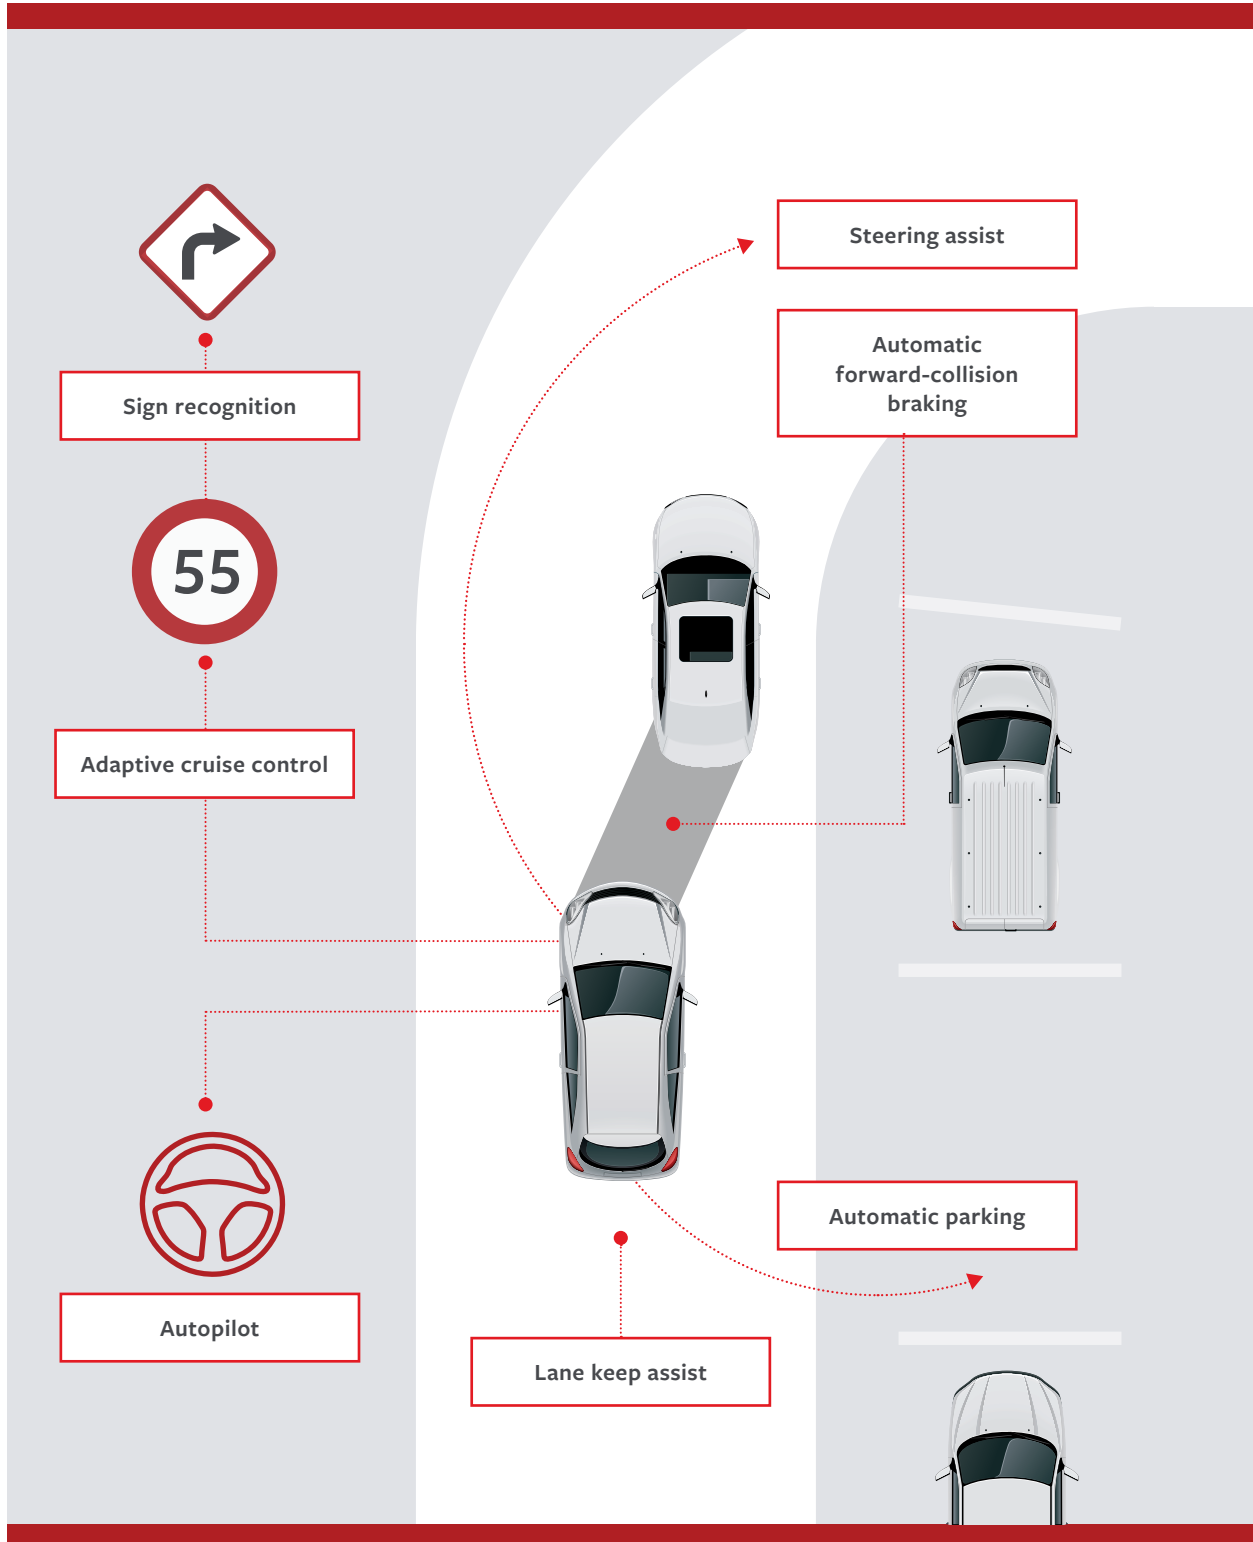 Steering assist
Automatic
forward-collision
braking
Sign recognition
55
Adaptive cruise control
Automatic parking
Autopilot
Lane keep assist